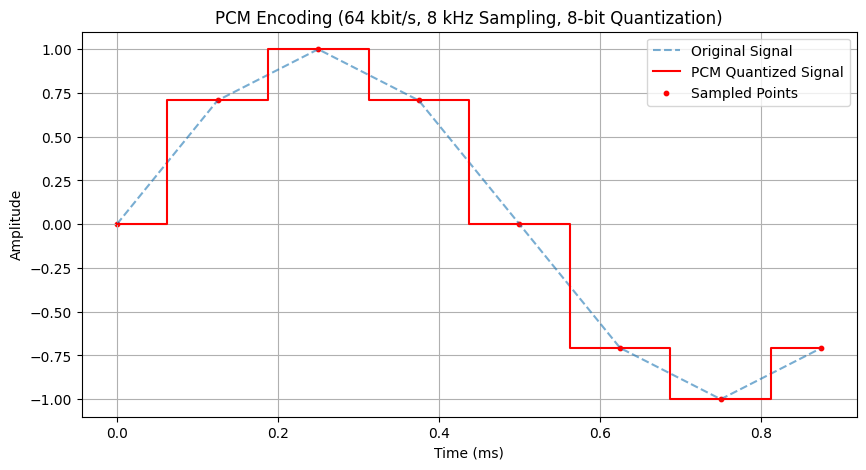 PCM Encoding (64 kbit/s, 8 kHz Sampling, 8-bit Quantization)
Original Signal
PCM Quantized Signal
Sampled Points
1.00
0.75
0.50
0.25
0.00
−0.25
−0.50
−0.75
−1.00
Amplitude
0.0 0.2 0.4 0.6 0.8
Time (ms)